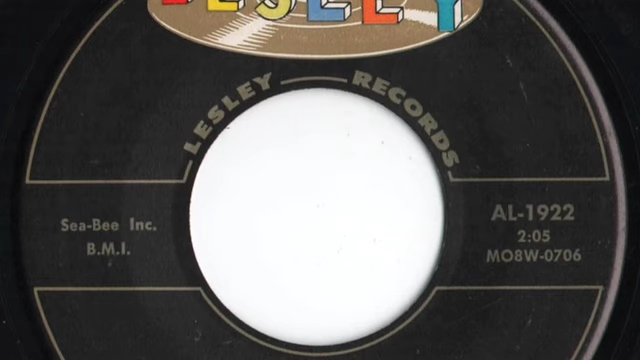 LESLEY
LESLEY RECORDS
Sea-Bee Inc.
B.M.I.
AL-1922
2:05
MO8W-0706